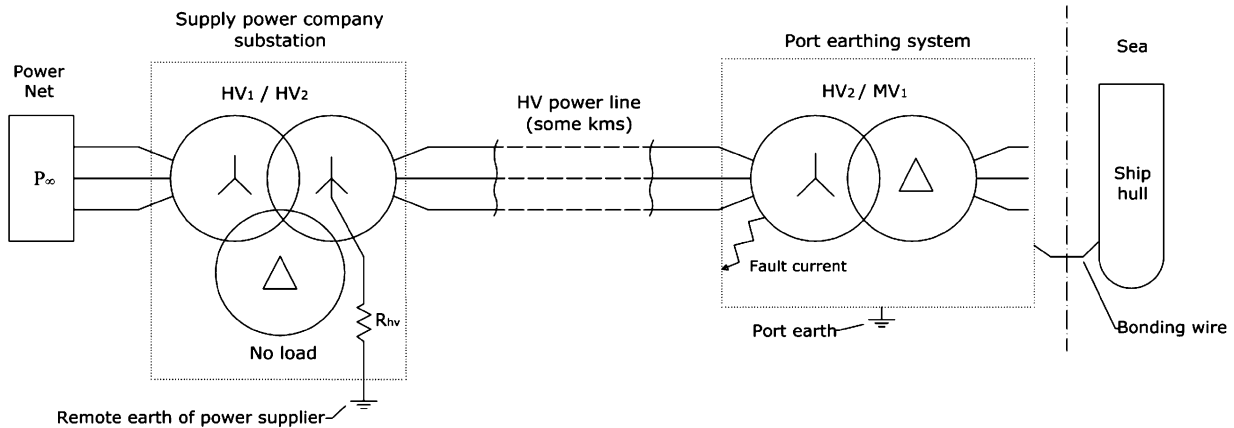 Supply power company
substation
Port earthing system
Sea
Power
Net
HV1 / HV2
HV power line
(some kms)
HV2 / MV1
P∞
Ship
hull
Fault current
Rhv
No load
Port earth
Bonding wire
Remote earth of power supplier